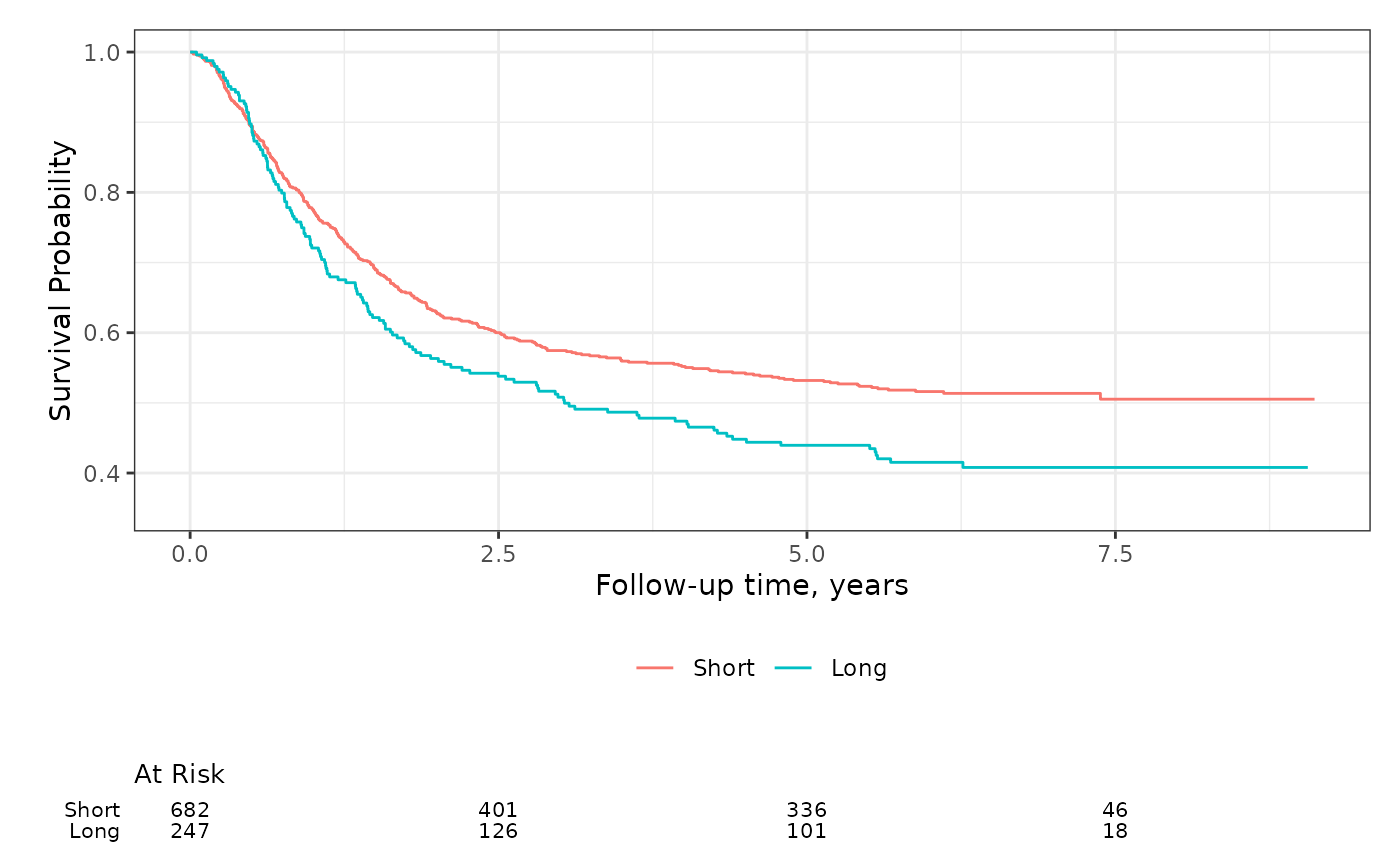 1.0
0.8
0.6
0.4
Survival Probability
0.0 2.5 5.0 7.5
Follow-up time, years
Short Long
At Risk
Short 682 401 336 46
Long 247 126 101 18